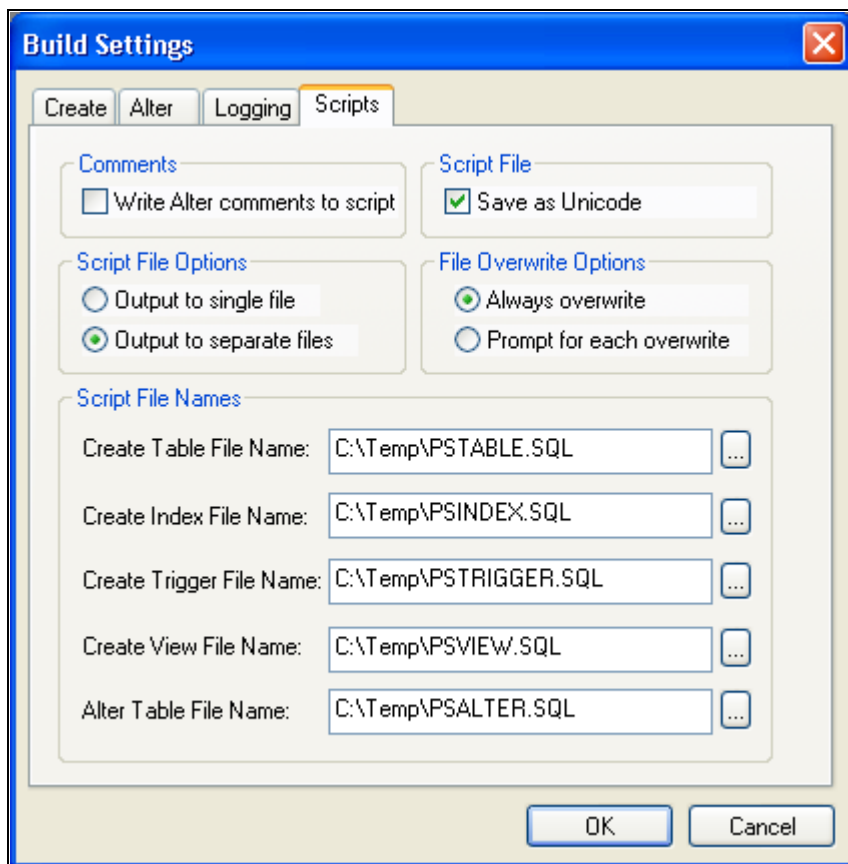 Build Settings
Create Alter Logging Scripts
Comments
Write Alter comments to script
Script File
Save as Unicode
Script File Options
Output to single file
Output to separate files
File Overwrite Options
Always overwrite
Prompt for each overwrite
Script File Names
Create Table File Name: C:\Temp\PSTABLE.SQL ...
Create Index File Name: C:\Temp\PSINDEX.SQL ...
Create Trigger File Name: C:\Temp\PSTRIGGER.SQL ...
Create View File Name: C:\Temp\PSVIEW.SQL ...
Alter Table File Name: C:\Temp\PSALTER.SQL ...
OK Cancel